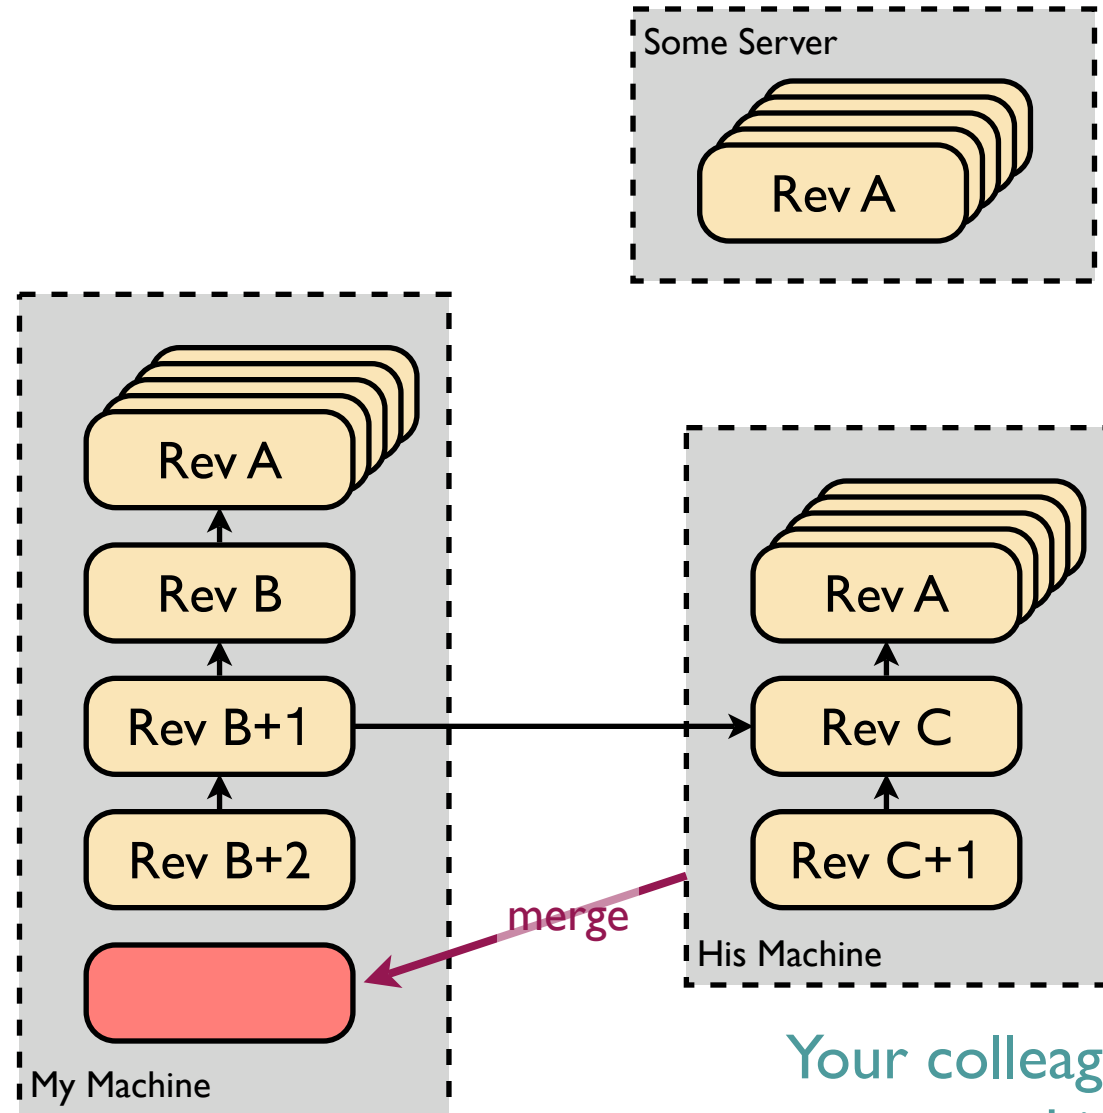 Some Server
Rev A
Rev A
Rev B
Rev B+1
Rev B+2
My Machine
Rev A
Rev C
Rev C+1
His Machine
merge
Your colleag